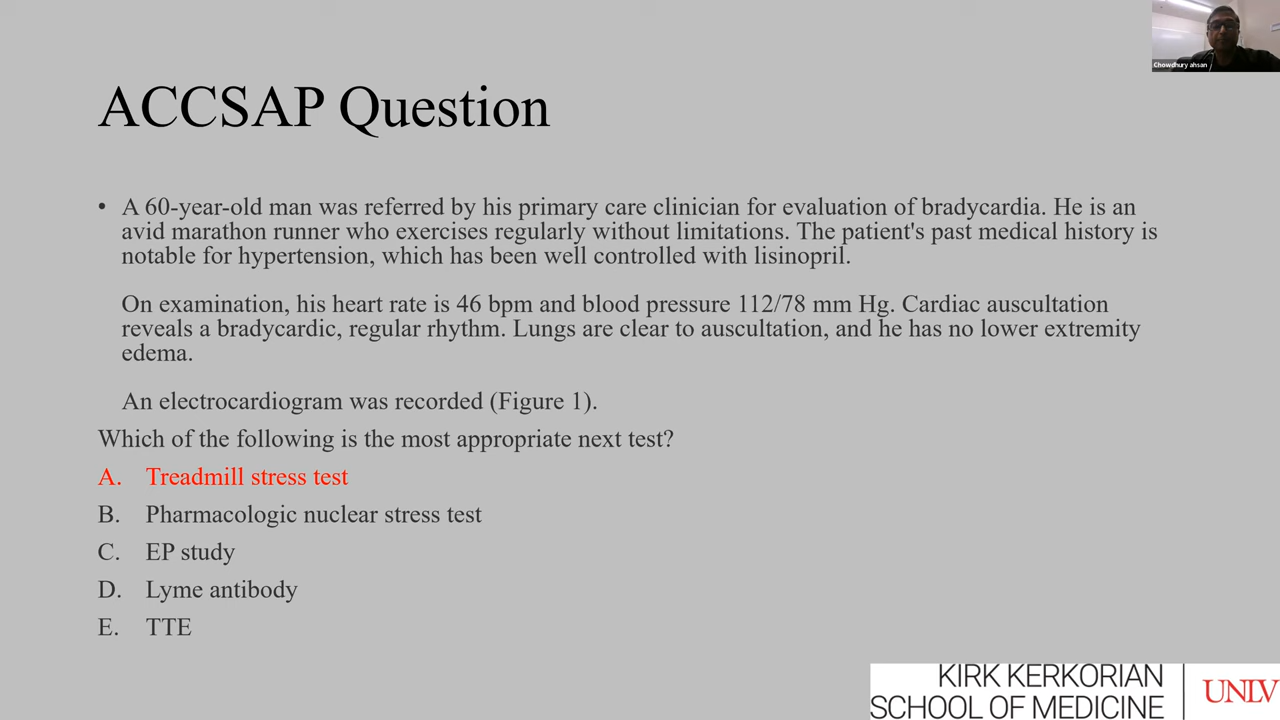 Chowdhury ahsan
ACCSAP Question
• A 60-year-old man was referred by his primary care clinician for evaluation of bradycardia. He is an
avid marathon runner who exercises regularly without limitations. The patient's past medical history is
notable for hypertension, which has been well controlled with lisinopril.
On examination, his heart rate is 46 bpm and blood pressure 112/78 mm Hg. Cardiac auscultation
reveals a bradycardic, regular rhythm. Lungs are clear to auscultation, and he has no lower extremity
edema.
An electrocardiogram was recorded (Figure 1).
Which of the following is the most appropriate next test?
A. Treadmill stress test
B. Pharmacologic nuclear stress test
C. EP study
D. Lyme antibody
E. TTE
KIRK KERKORIAN
SCHOOL OF MEDICINE
UNLV